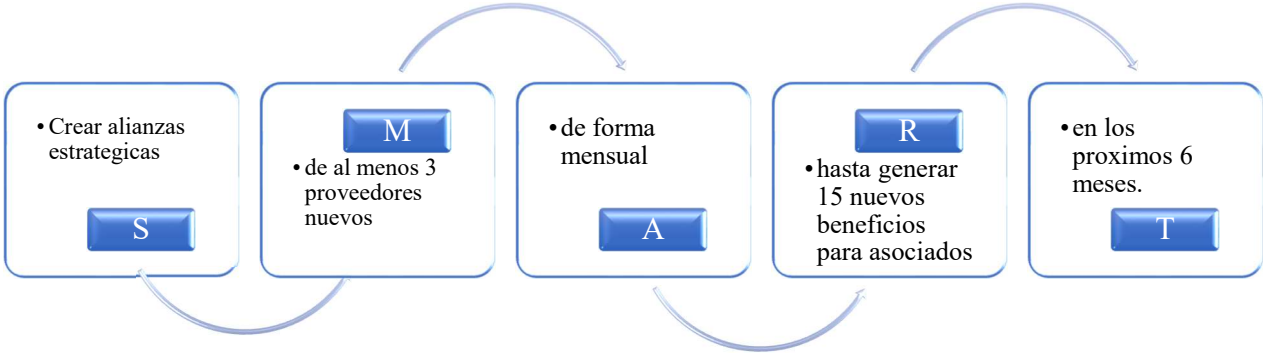 • Crear alianzas
estrategicas
S
M
• de al menos 3
proveedores
nuevos
• de forma
mensual
A
R
• hasta generar
15 nuevos
beneficios
para asociados
• en los
proximos 6
meses.
T